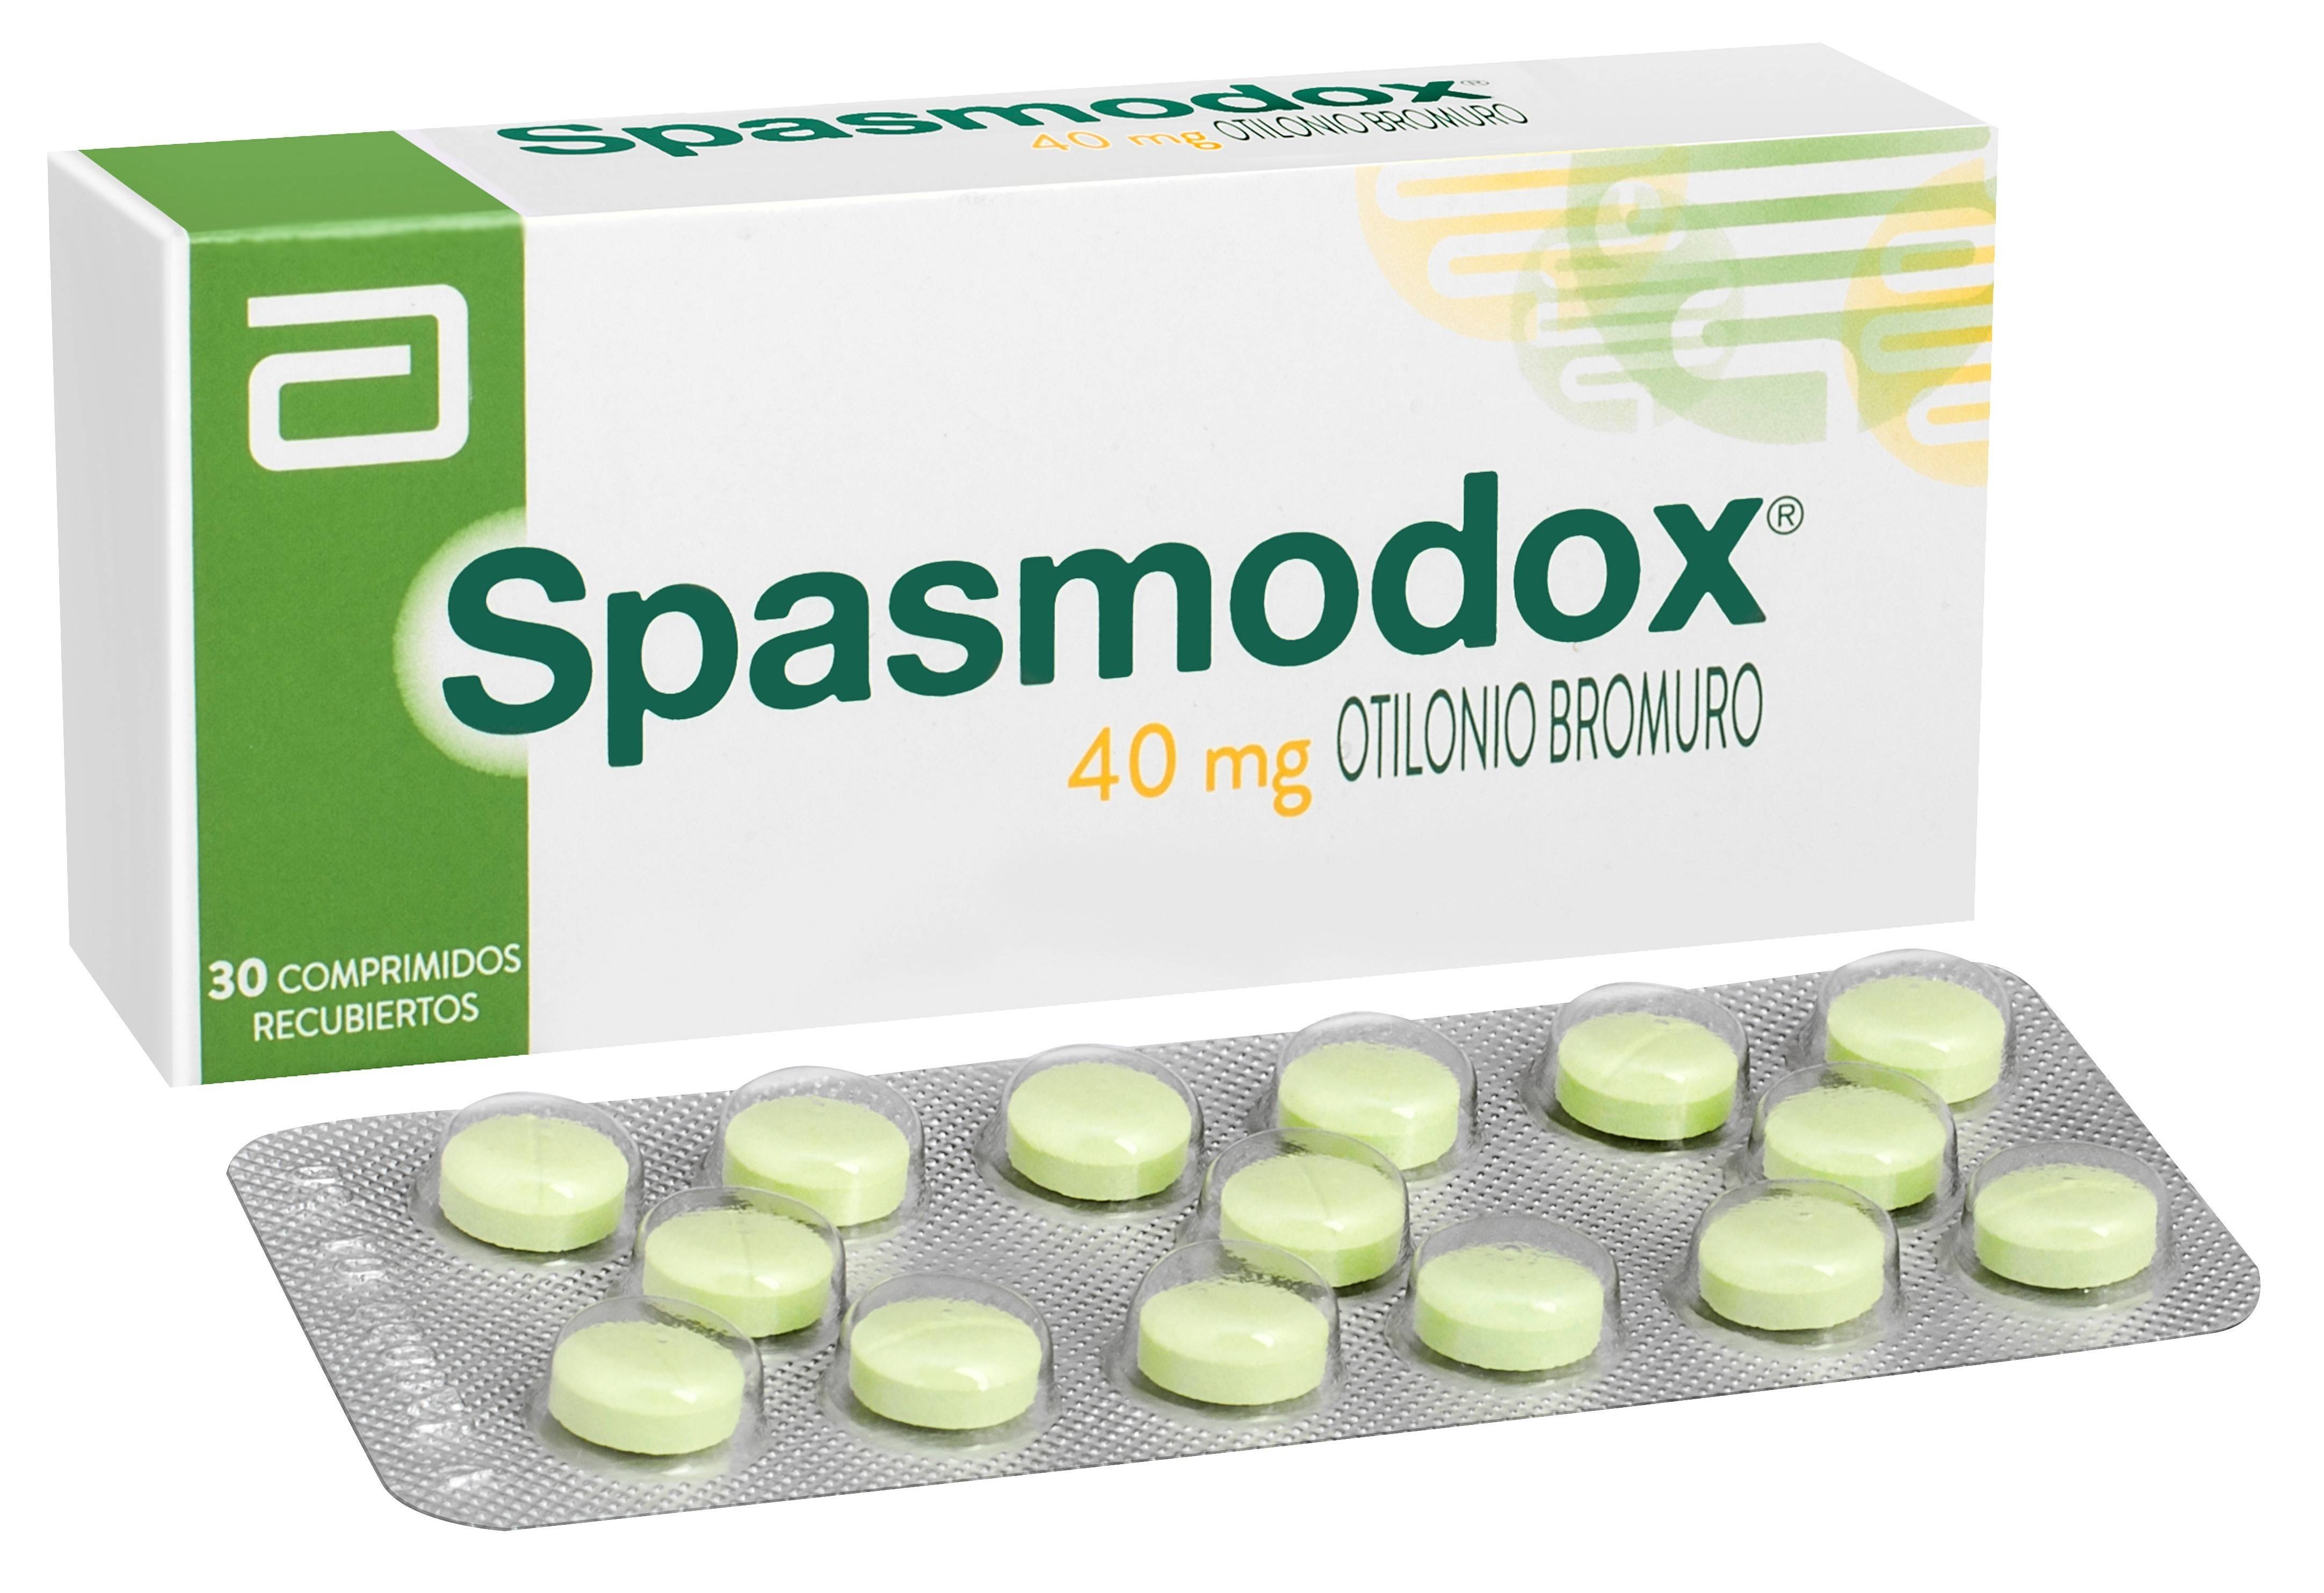 Spasmodox®
40 mg OTILONIO BROMURO
Spasmodox®
40 mg OTILONIO BROMURO
30 COMPRIMIDOS
RECUBIERTOS